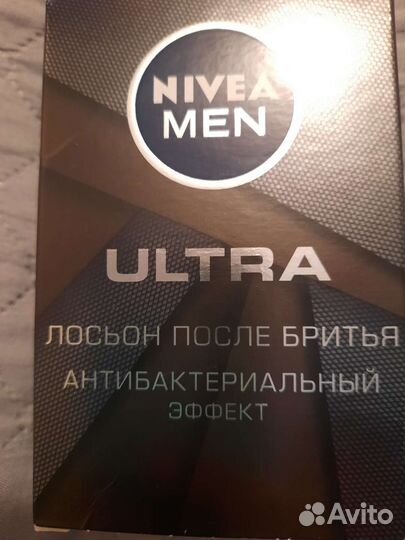 NIVEA
MEN
ULTRA
ЛОСЬОН ПОСЛЕ БРИТЬЯ
АНТИБАКТЕРИАЛЬНЫЙ
ЭФФЕКТ
Avito